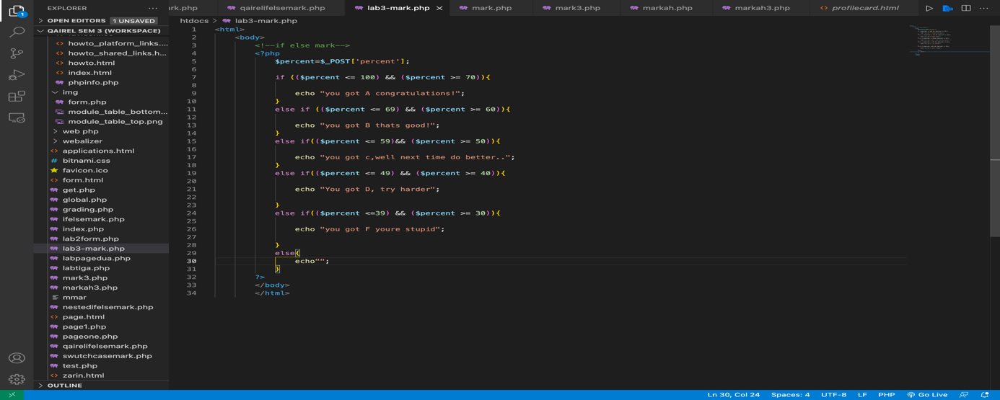 EXPLORER
···
rk.php
qairelifelsemark.php
lab3-mark.php
mark.php
mark3.php
markah.php
markah3.php
profilecard.html
1
OPEN EDITORS 1 UNSAVED
QAIREL SEM 3 (WORKSPACE)
howto_platform_links....
howto_shared_links.h...
howto.html
index.html
phpinfo.php
img
form.php
module_table_bottom...
module_table_top.png
web php
webalizer
applications.html
bitnami.css
favicon.ico
form.html
get.php
global.php
grading.php
ifelsemark.php
index.php
lab2form.php
lab3-mark.php
labpagedua.php
labtiga.php
mark3.php
markah3.php
mmar
nestedifelsemark.php
page.html
page1.php
pageone.php
qairelifelsemark.php
swutchcasemark.php
test.php
zarin.html
OUTLINE
htdocs > lab3-mark.php
1 <html>
2 <body>
3 <!--if else mark-->
4 <?php
5 $percent=$_POST['percent'];
6
7 if (($percent <= 100) && ($percent >= 70)){
8
9 echo "you got A congratulations!";
10 }
11 else if (($percent <= 69) && ($percent >= 60)){
12
13 echo "you got B thats good!";
14 }
15 else if(($percent <= 59)&& ($percent >= 50)){
16
17 echo "you got c,well next time do better..";
18 }
19 else if(($percent <= 49) && ($percent >= 40)){
20
21 echo "You got D, try harder";
22
23 }
24 else if(($percent <=39) && ($percent >= 30)){
25
26 echo "you got F youre stupid";
27
28 }
29 else{
30 echo"";
31 }
32 ?>
33 </body>
34 </html>
Ln 30, Col 24 Spaces: 4 UTF-8 LF PHP Go Live